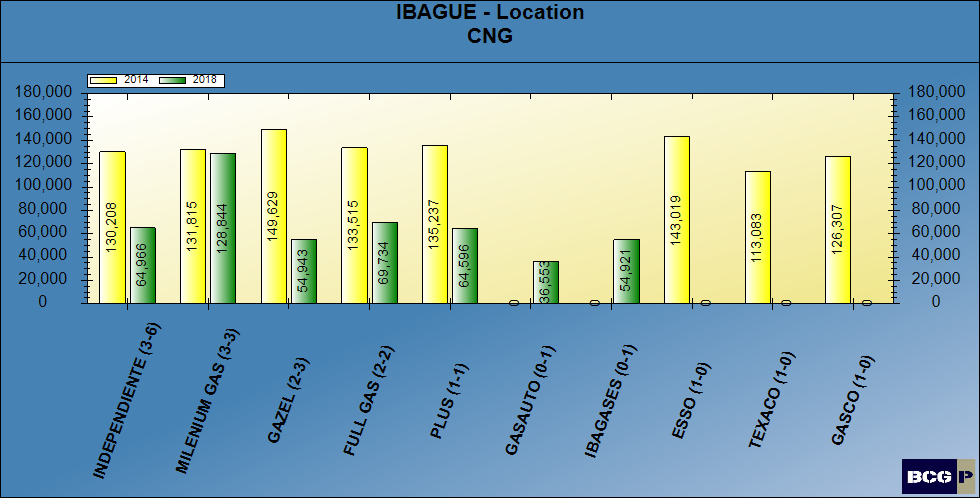 IBAGUE - Location
CNG
2014 2018
180,000 180,000
160,000 160,000
140,000 140,000
120,000 120,000
100,000 100,000
80,000 80,000
60,000 60,000
40,000 40,000
20,000 20,000
0 0
130,208 64,966 131,815 128,844 149,629 54,943 133,515 69,734 135,237 64,596 0 36,553 0 54,921 143,019 0 113,083 0 126,307 0
INDEPENDIENTE (3-6)
MILENIUM GAS (3-3)
GAZEL (2-3)
FULL GAS (2-2)
PLUS (1-1)
GASAUTO (0-1)
IBAGASES (0-1)
ESSO (1-0)
TEXACO (1-0)
GASCO (1-0)
BCG P